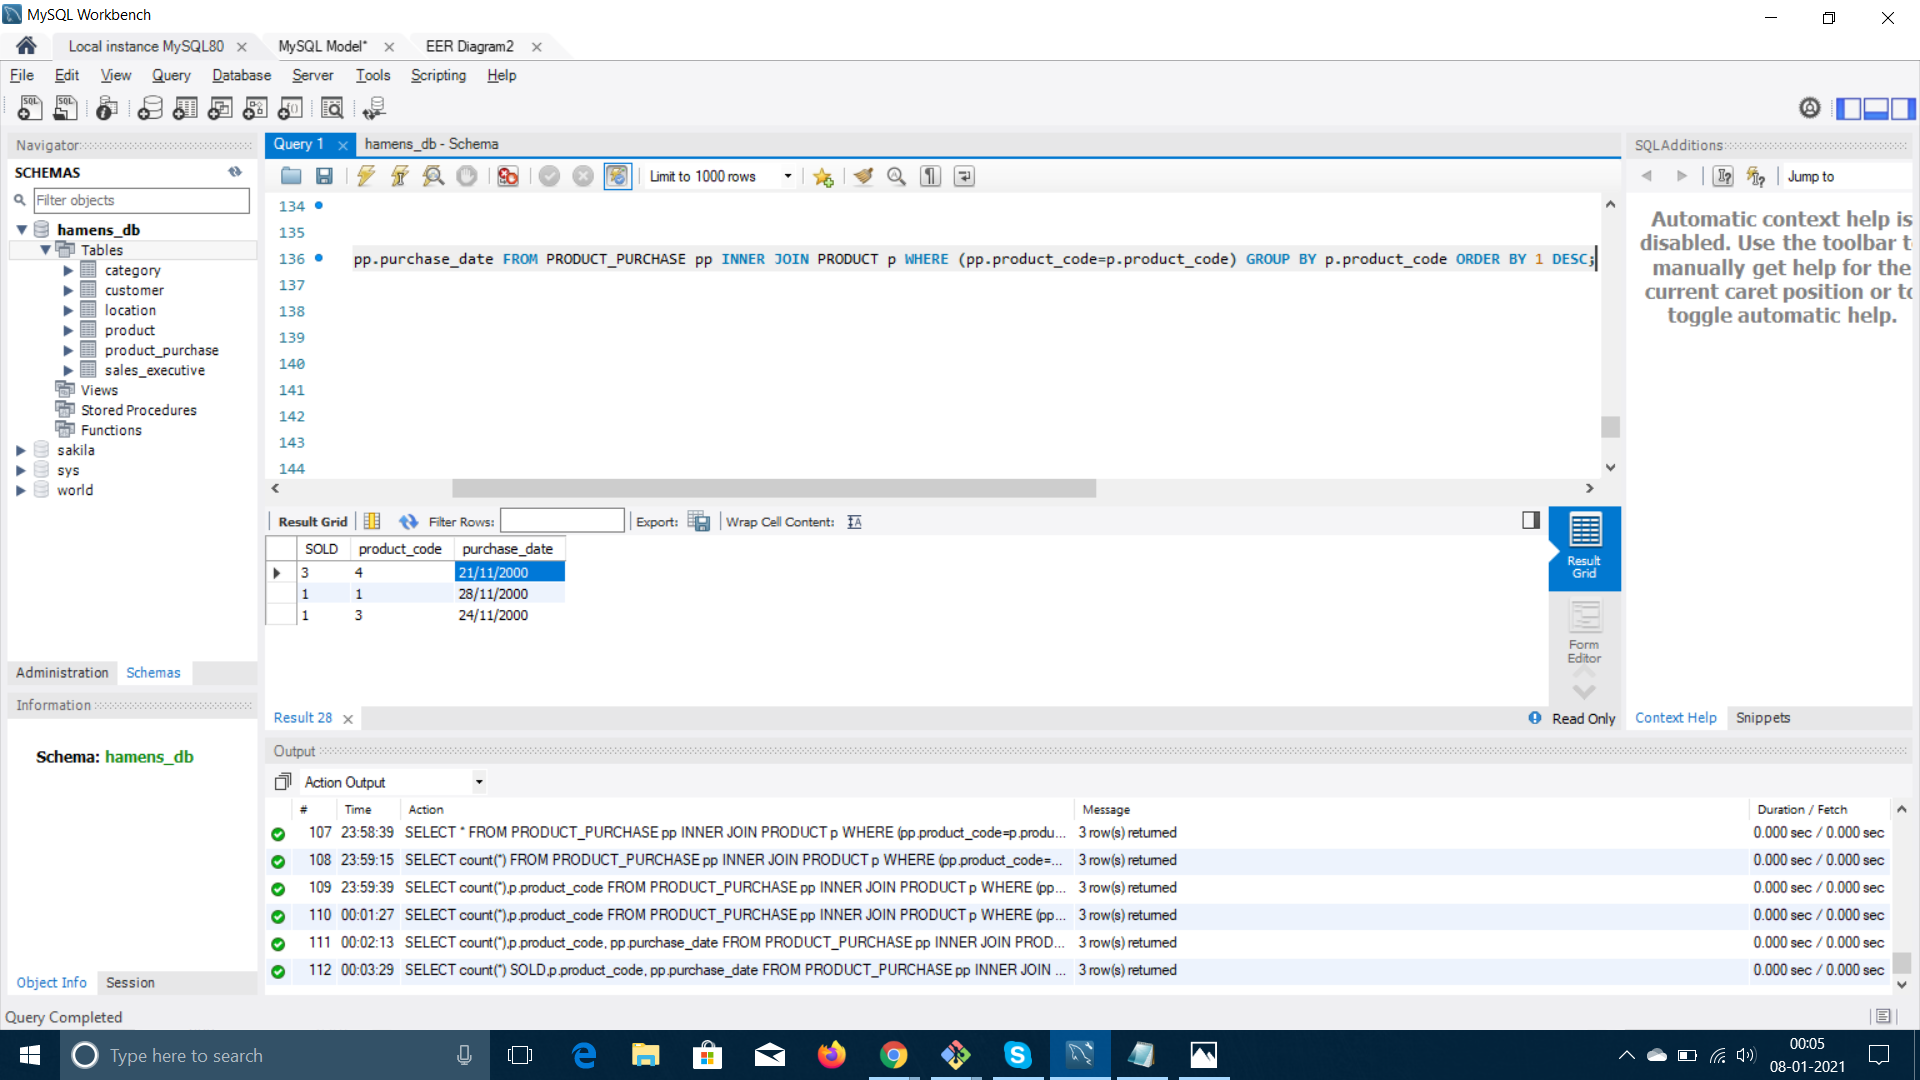 MySQL Workbench
Local instance MySQL80
MySQL Model*
EER Diagram2
File Edit View Query Database Server Tools Scripting Help
Navigator
SCHEMAS
Filter objects
hamens_db
Tables
category
customer
location
product
product_purchase
sales_executive
Views
Stored Procedures
Functions
sakila
sys
world
Administration Schemas
Information
Schema: hamens_db
Object Info Session
Query 1
hamens_db - Schema
Limit to 1000 rows
134
135
136 pp.purchase_date FROM PRODUCT_PURCHASE pp INNER JOIN PRODUCT p WHERE (pp.product_code=p.product_code) GROUP BY p.product_code ORDER BY 1 DESC;
137
138
139
140
141
142
143
144
Result Grid Filter Rows: Export: Wrap Cell Content:
SOLD product_code purchase_date
3 4 21/11/2000
1 1 28/11/2000
1 3 24/11/2000
Result Grid
Form Editor
Result 28
Read Only
SQLAdditions
Jump to
Automatic context help is
disabled. Use the toolbar t
manually get help for the
current caret position or to
toggle automatic help.
Context Help Snippets
Output
Action Output
# Time Action Message Duration / Fetch
107 23:58:39 SELECT * FROM PRODUCT_PURCHASE pp INNER JOIN PRODUCT p WHERE (pp.product_code=p.produ... 3 row(s) returned 0.000 sec / 0.000 sec
108 23:59:15 SELECT count(*) FROM PRODUCT_PURCHASE pp INNER JOIN PRODUCT p WHERE (pp.product_code=... 3 row(s) returned 0.000 sec / 0.000 sec
109 23:59:39 SELECT count(*),p.product_code FROM PRODUCT_PURCHASE pp INNER JOIN PRODUCT p WHERE (pp... 3 row(s) returned 0.000 sec / 0.000 sec
110 00:01:27 SELECT count(*),p.product_code FROM PRODUCT_PURCHASE pp INNER JOIN PRODUCT p WHERE (pp... 3 row(s) returned 0.000 sec / 0.000 sec
111 00:02:13 SELECT count(*),p.product_code, pp.purchase_date FROM PRODUCT_PURCHASE pp INNER JOIN PROD... 3 row(s) returned 0.000 sec / 0.000 sec
112 00:03:29 SELECT count(*) SOLD,p.product_code, pp.purchase_date FROM PRODUCT_PURCHASE pp INNER JOIN ... 3 row(s) returned 0.000 sec / 0.000 sec
Query Completed
Type here to search
00:05
08-01-2021